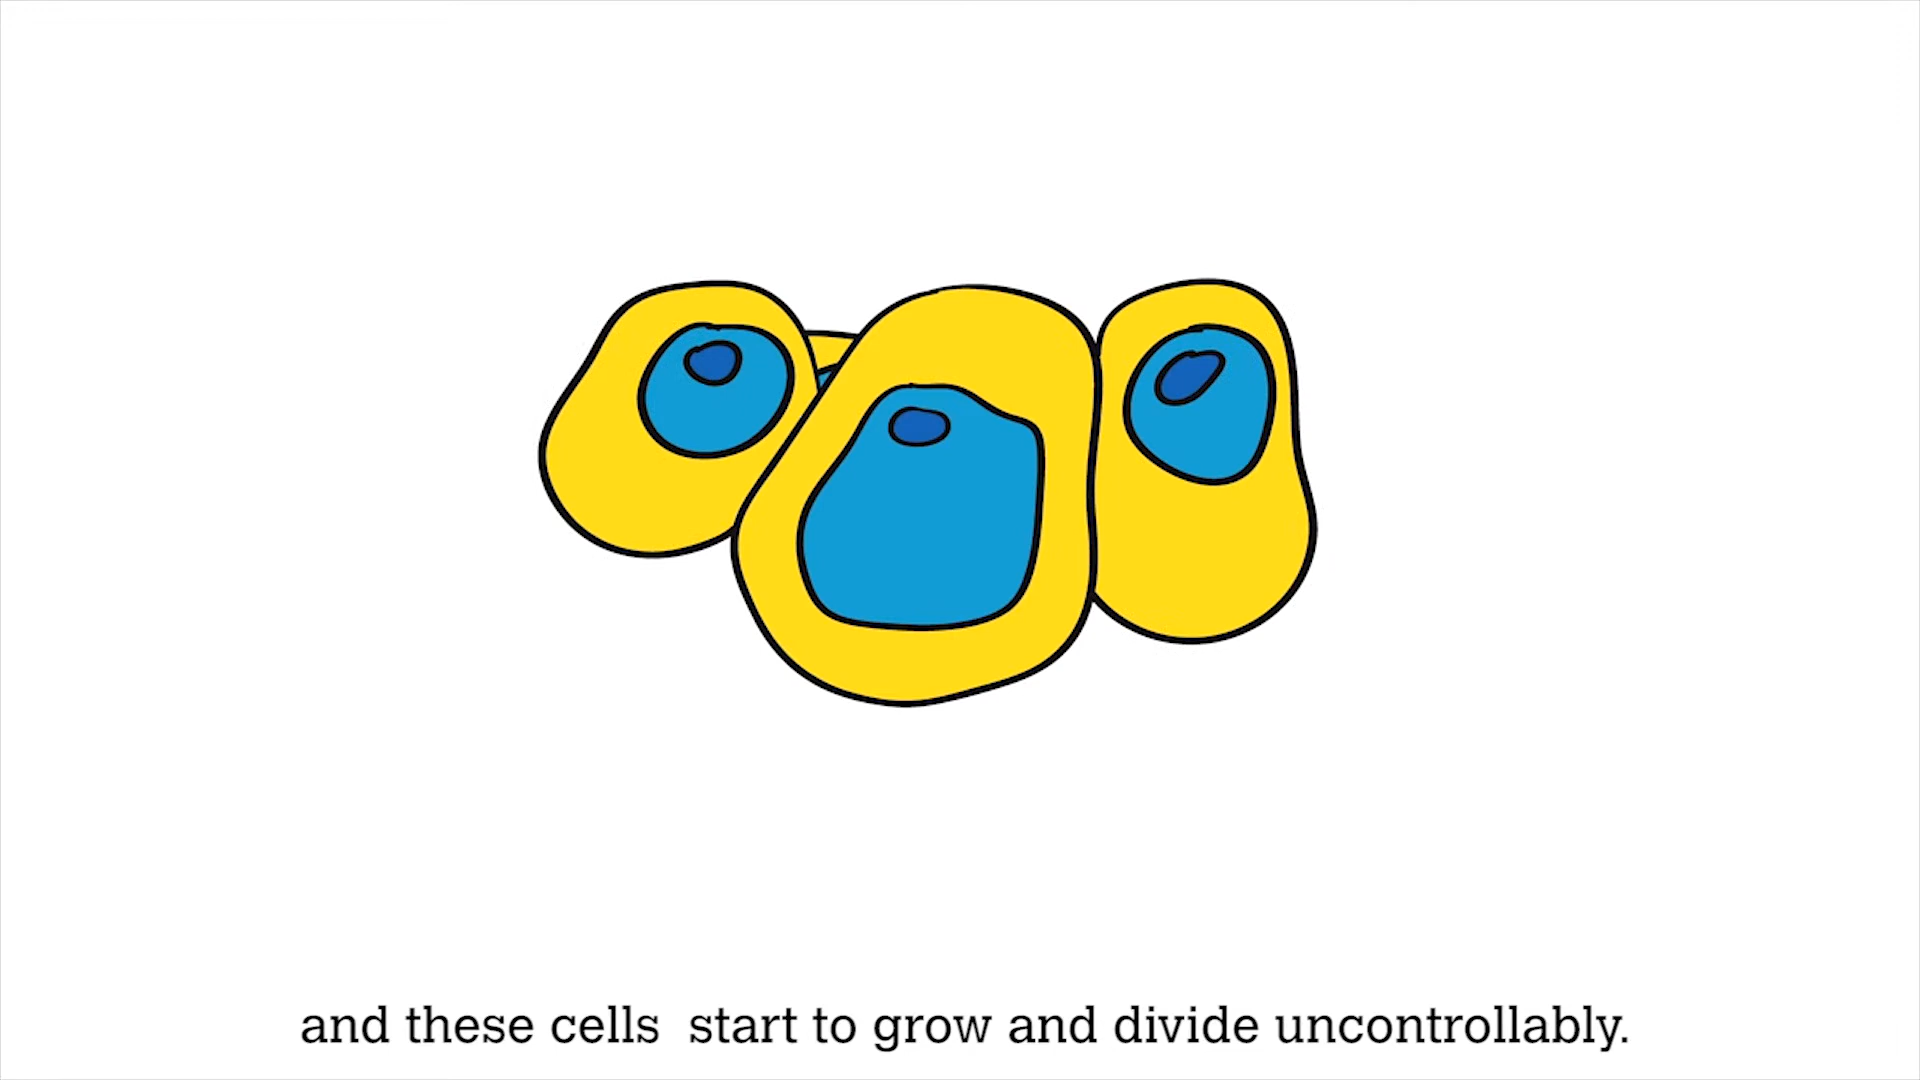 and these cells  start to grow and divide uncontrollably.